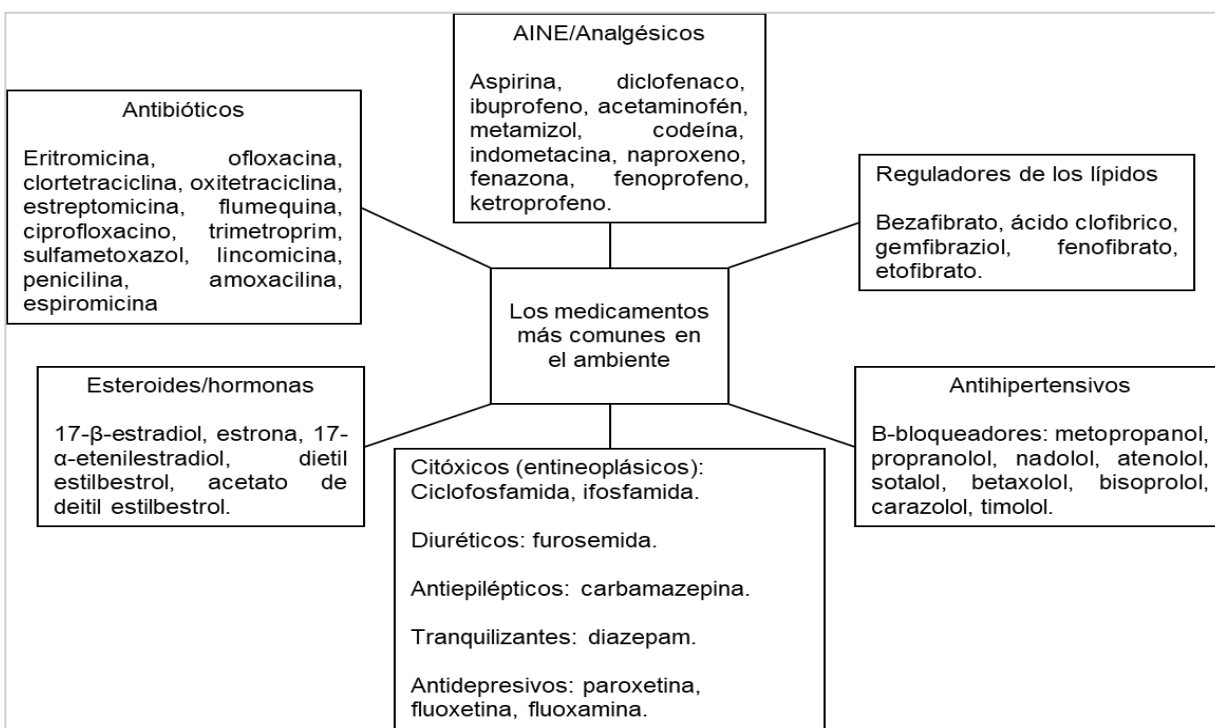 AINE/Analgésicos
Aspirina, diclofenaco,
ibuprofeno, acetaminofén,
metamizol, codeína,
indometacina, naproxeno,
fenazona, fenoprofeno,
ketroprofeno.
Antibióticos
Eritromicina, ofloxacina,
clortetraciclina, oxitetraciclina,
estreptomicina, flumequina,
ciprofloxacino, trimetroprim,
sulfametoxazol, lincomicina,
penicilina, amoxacilina,
espiromicina
Reguladores de los lípidos
Bezafibrato, ácido clofibrico,
gemfibraziol, fenofibrato,
etofibrato.
Los medicamentos
más comunes en
el ambiente
Esteroides/hormonas
17-β-estradiol, estrona, 17-
α-etenilestradiol, dietil
estilbestrol, acetato de
deitil estilbestrol.
Antihipertensivos
B-bloqueadores: metopropanol,
propranolol, nadolol, atenolol,
sotalol, betaxolol, bisoprolol,
carazolol, timolol.
Citóxicos (entineoplásicos):
Ciclofosfamida, ifosfamida.
Diuréticos: furosemida.
Antiepilépticos: carbamazepina.
Tranquilizantes: diazepam.
Antidepresivos: paroxetina,
fluoxetina, fluoxamina.